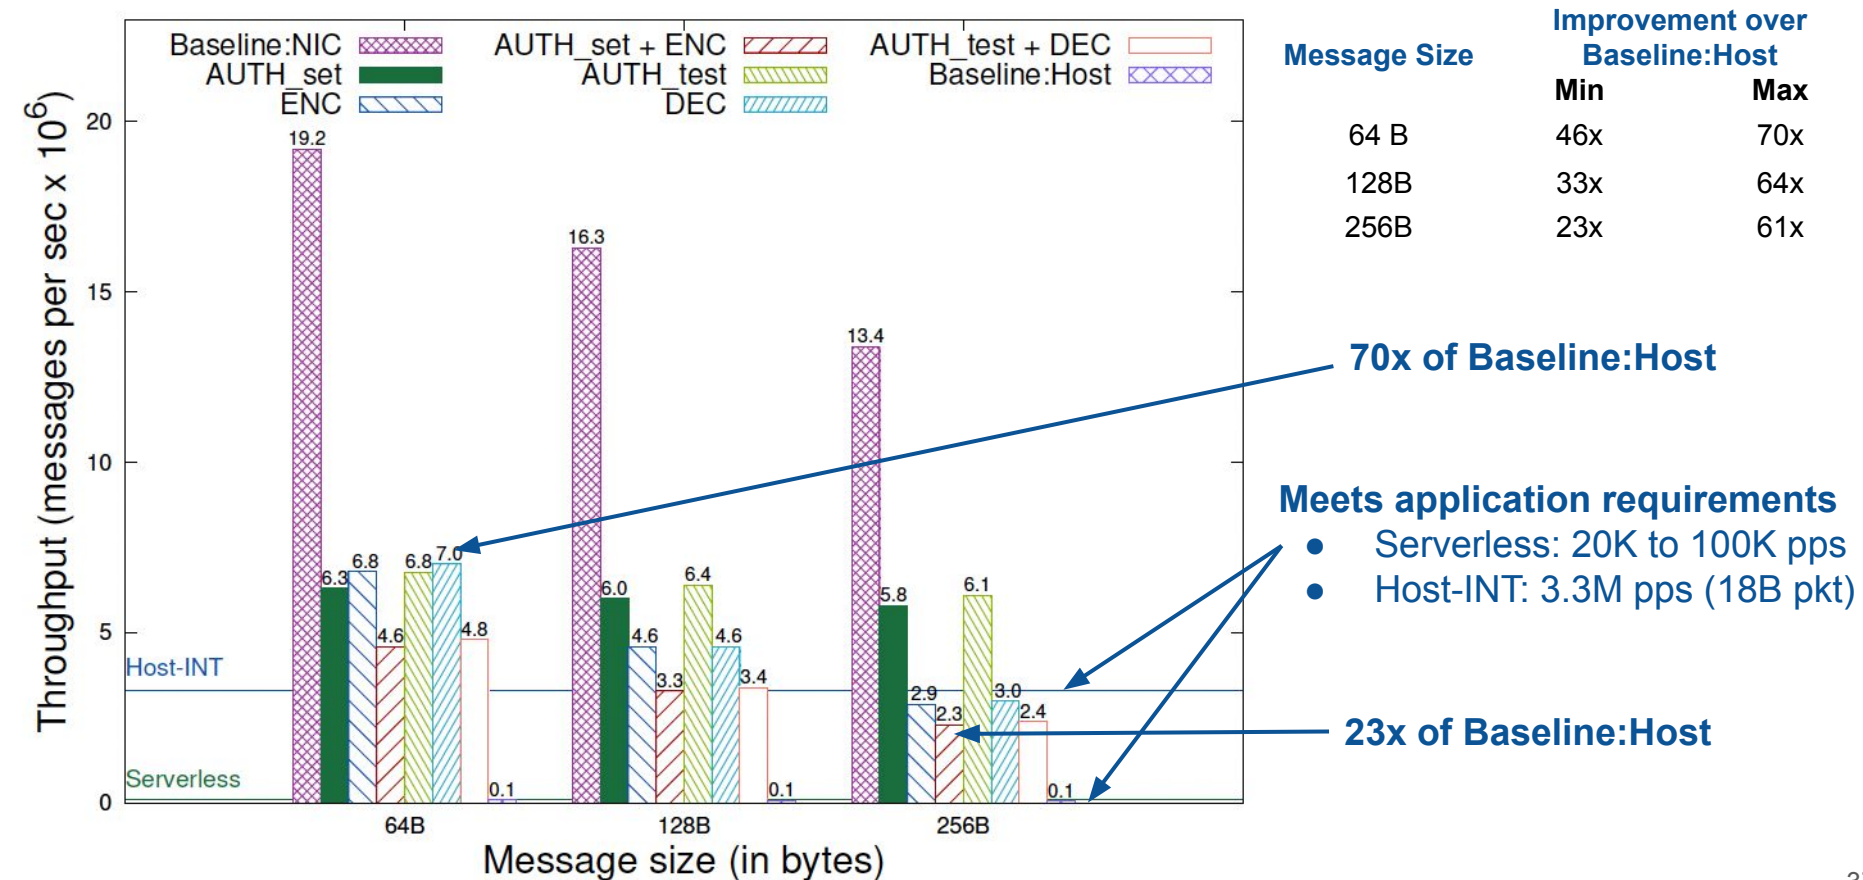 Throughput (messages per sec x 10^6)
20
15
10
5
0
Baseline:NIC
AUTH_set
ENC
AUTH_set + ENC
AUTH_test
DEC
AUTH_test + DEC
Baseline:Host
19.2
6.3
6.8
4.6
6.8
7.0
4.8
0.1
16.3
6.0
4.6
3.3
6.4
4.6
3.4
0.1
13.4
5.8
2.9
2.3
6.1
3.0
2.4
0.1
Host-INT
Serverless
64B
128B
256B
Message size (in bytes)
Message Size
Improvement over
Baseline:Host
Min Max
64 B 46x 70x
128B 33x 64x
256B 23x 61x
70x of Baseline:Host
Meets application requirements
● Serverless: 20K to 100K pps
● Host-INT: 3.3M pps (18B pkt)
23x of Baseline:Host